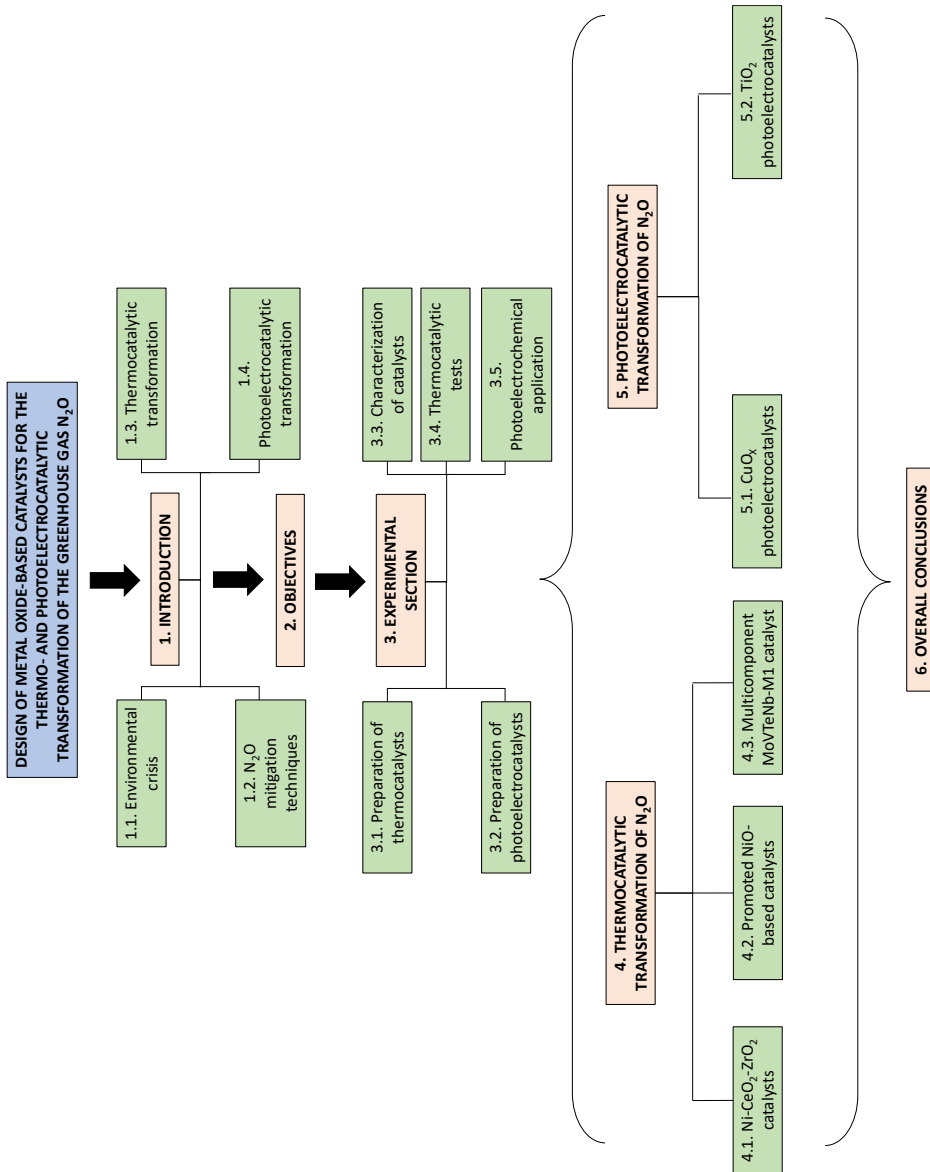 DESIGN OF METAL OXIDE-BASED CATALYSTS FOR THE
THERMO- AND PHOTOELECTROCATALYTIC
TRANSFORMATION OF THE GREENHOUSE GAS N₂O
1. INTRODUCTION
1.1. Environmental
crisis
1.2. N₂O
mitigation
techniques
1.3. Thermocatalytic
transformation
1.4.
Photoelectrocatalytic
transformation
2. OBJECTIVES
3. EXPERIMENTAL
SECTION
3.1. Preparation of
thermocatalysts
3.2. Preparation of
photoelectrocatalysts
3.3. Characterization
of catalysts
3.4. Thermocatalytic
tests
3.5.
Photoelectrochemical
application
4. THERMOCATALYTIC
TRANSFORMATION OF N₂O
4.1. Ni-CeO₂-ZrO₂
catalysts
4.2. Promoted NiO-
based catalysts
4.3. Multicomponent
MoVTeNb-M1 catalyst
5. PHOTOELECTROCATALYTIC
TRANSFORMATION OF N₂O
5.1. CuOₓ
photoelectrocatalysts
5.2. TiO₂
photoelectrocatalysts
6. OVERALL CONCLUSIONS